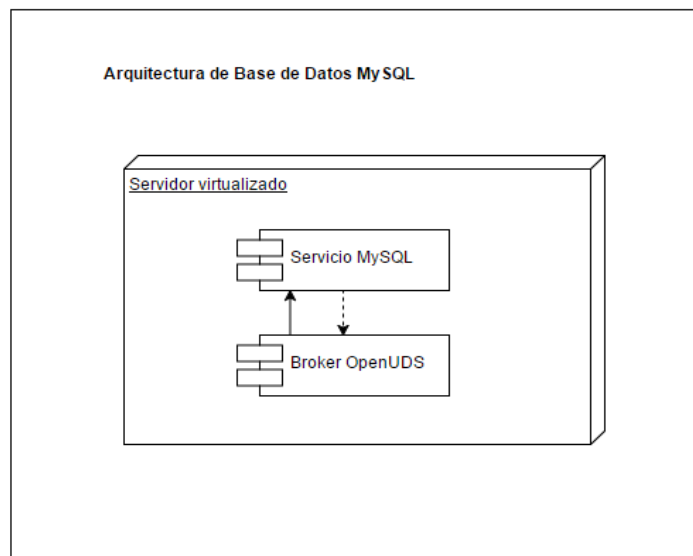 Arquitectura de Base de Datos MySQL
Servidor virtualizado
Servicio MySQL
Broker OpenUDS